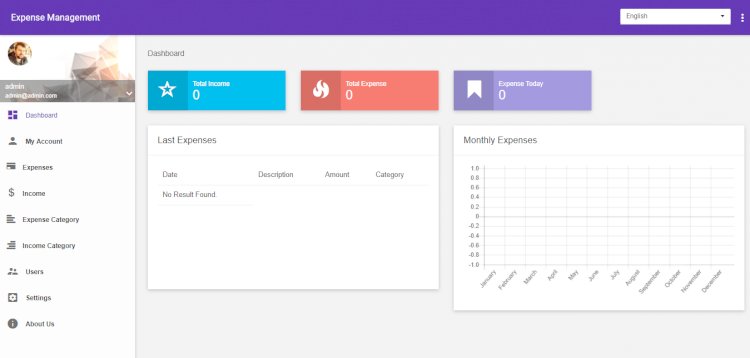 Expense Management
English
admin
admin@admin.com
Dashboard
My Account
Expenses
Income
Expense Category
Income Category
Users
Settings
About Us
Dashboard
Total Income
0
Total Expense
0
Expense Today
0
Last Expenses
Date Description Amount Category
No Result Found.
Monthly Expenses
1.0
0.8
0.6
0.4
0.2
0
-0.2
-0.4
-0.6
-0.8
-1.0
January February March April May June July August September October November December